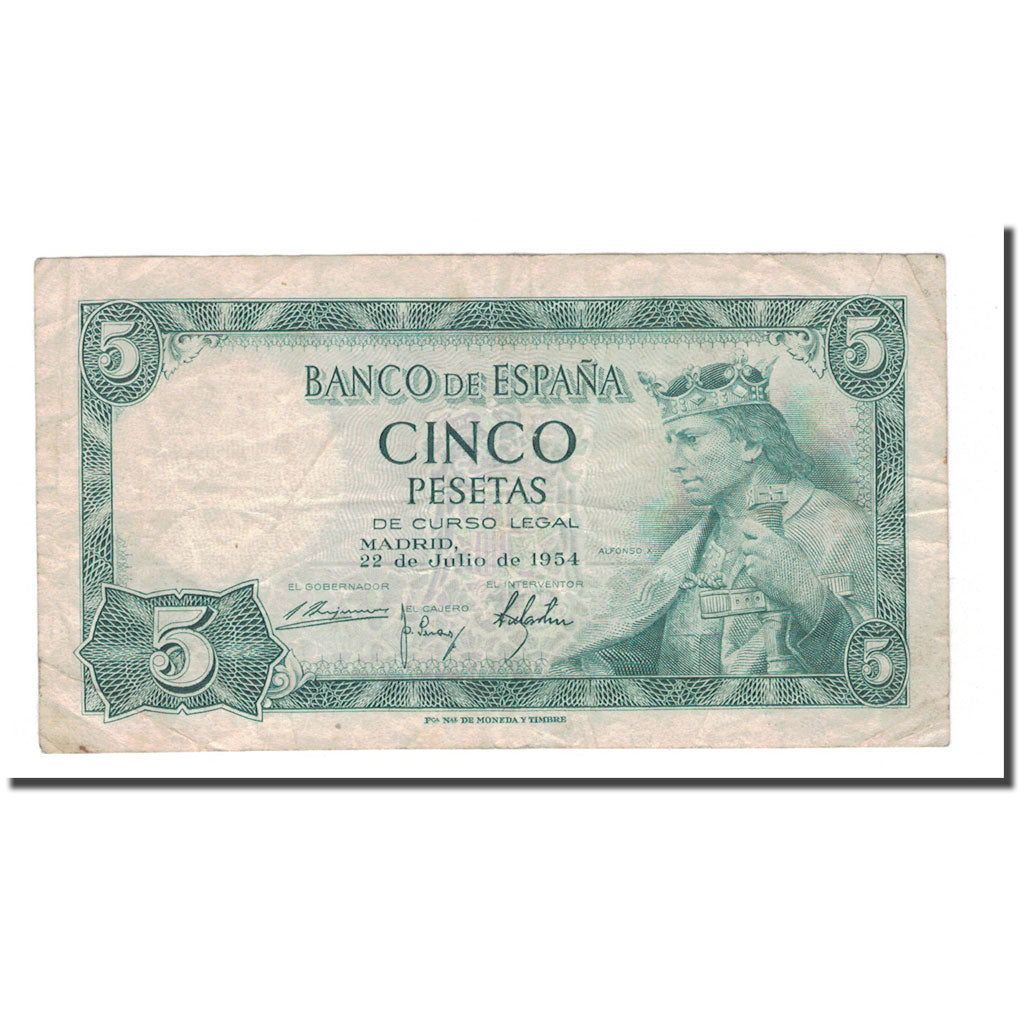 5 5
BANCO DE ESPAÑA
CINCO
PESETAS
DE CURSO LEGAL
MADRID,
22 de Julio de 1954
ALFONSO X
EL GOBERNADOR EL INTERVENTOR
EL CAJERO
5 5
Fca. Nal. DE MONEDA Y TIMBRE